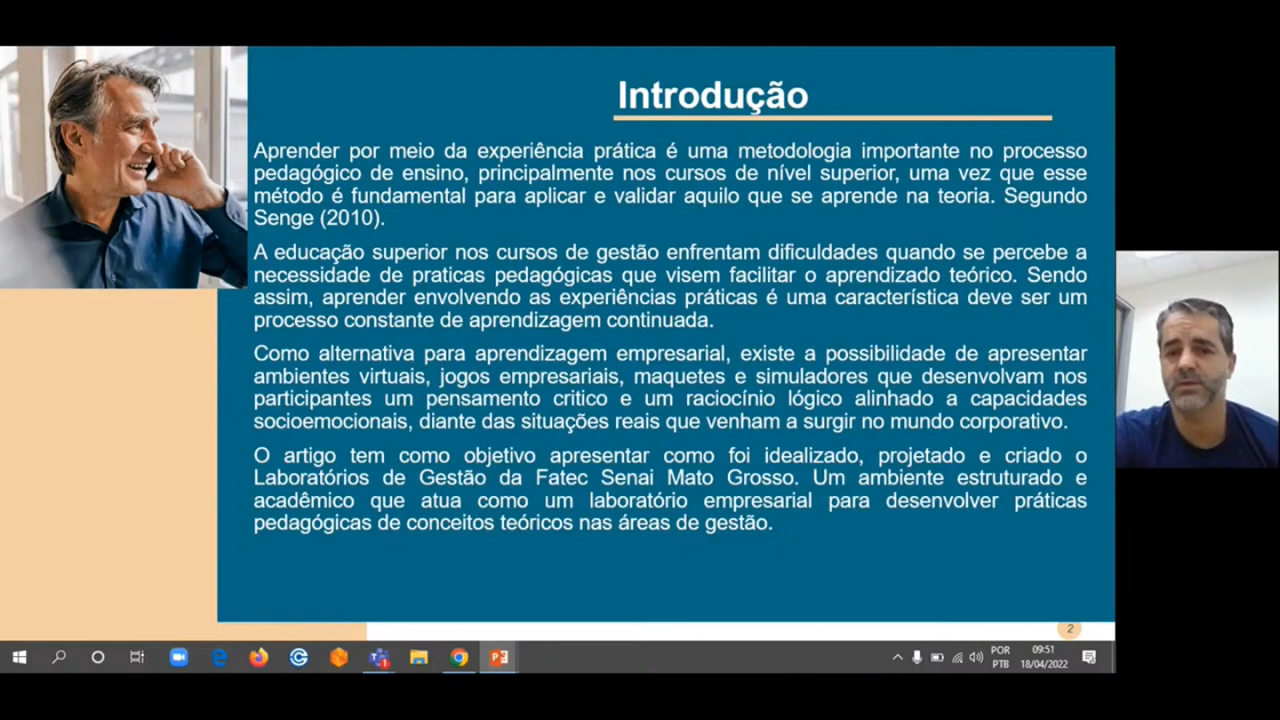 Introdução
Aprender por meio da experiência prática é uma metodologia importante no processo
pedagógico de ensino, principalmente nos cursos de nível superior, uma vez que esse
método é fundamental para aplicar e validar aquilo que se aprende na teoria. Segundo
Senge (2010).
A educação superior nos cursos de gestão enfrentam dificuldades quando se percebe a
necessidade de praticas pedagógicas que visem facilitar o aprendizado teórico. Sendo
assim, aprender envolvendo as experiências práticas é uma característica deve ser um
processo constante de aprendizagem continuada.
Como alternativa para aprendizagem empresarial, existe a possibilidade de apresentar
ambientes virtuais, jogos empresariais, maquetes e simuladores que desenvolvam nos
participantes um pensamento critico e um raciocínio lógico alinhado a capacidades
socioemocionais, diante das situações reais que venham a surgir no mundo corporativo.
O artigo tem como objetivo apresentar como foi idealizado, projetado e criado o
Laboratórios de Gestão da Fatec Senai Mato Grosso. Um ambiente estruturado e
acadêmico que atua como um laboratório empresarial para desenvolver práticas
pedagógicas de conceitos teóricos nas áreas de gestão.
2
POR
PTB
09:51
18/04/2022